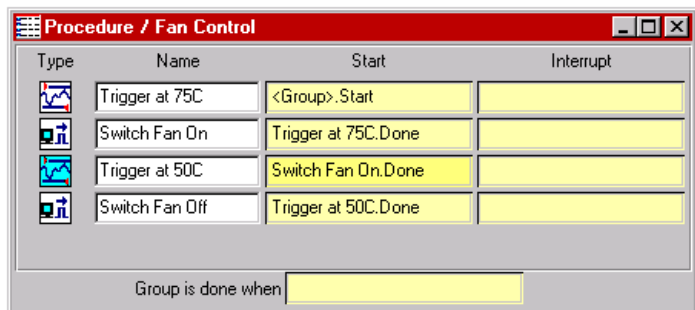 Procedure / Fan Control
Type Name Start Interrupt
Trigger at 75C <Group>.Start
Switch Fan On Trigger at 75C.Done
Trigger at 50C Switch Fan On.Done
Switch Fan Off Trigger at 50C.Done
Group is done when